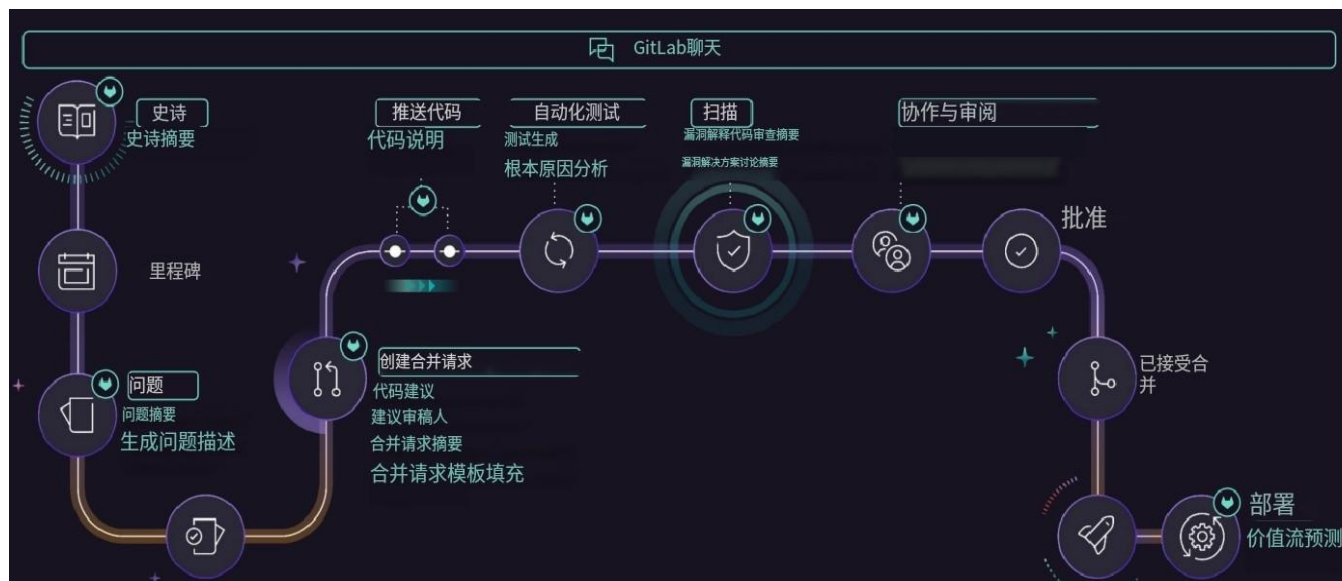 GitLab聊天
史诗
史诗摘要
里程碑
问题
问题摘要
生成问题描述
推送代码
代码说明
创建合并请求
代码建议
建议审稿人
合并请求摘要
合并请求模板填充
自动化测试
测试生成
根本原因分析
扫描
漏洞解释代码审查摘要
漏洞解决方案讨论摘要
协作与审阅
批准
已接受合
并
部署
价值流预测